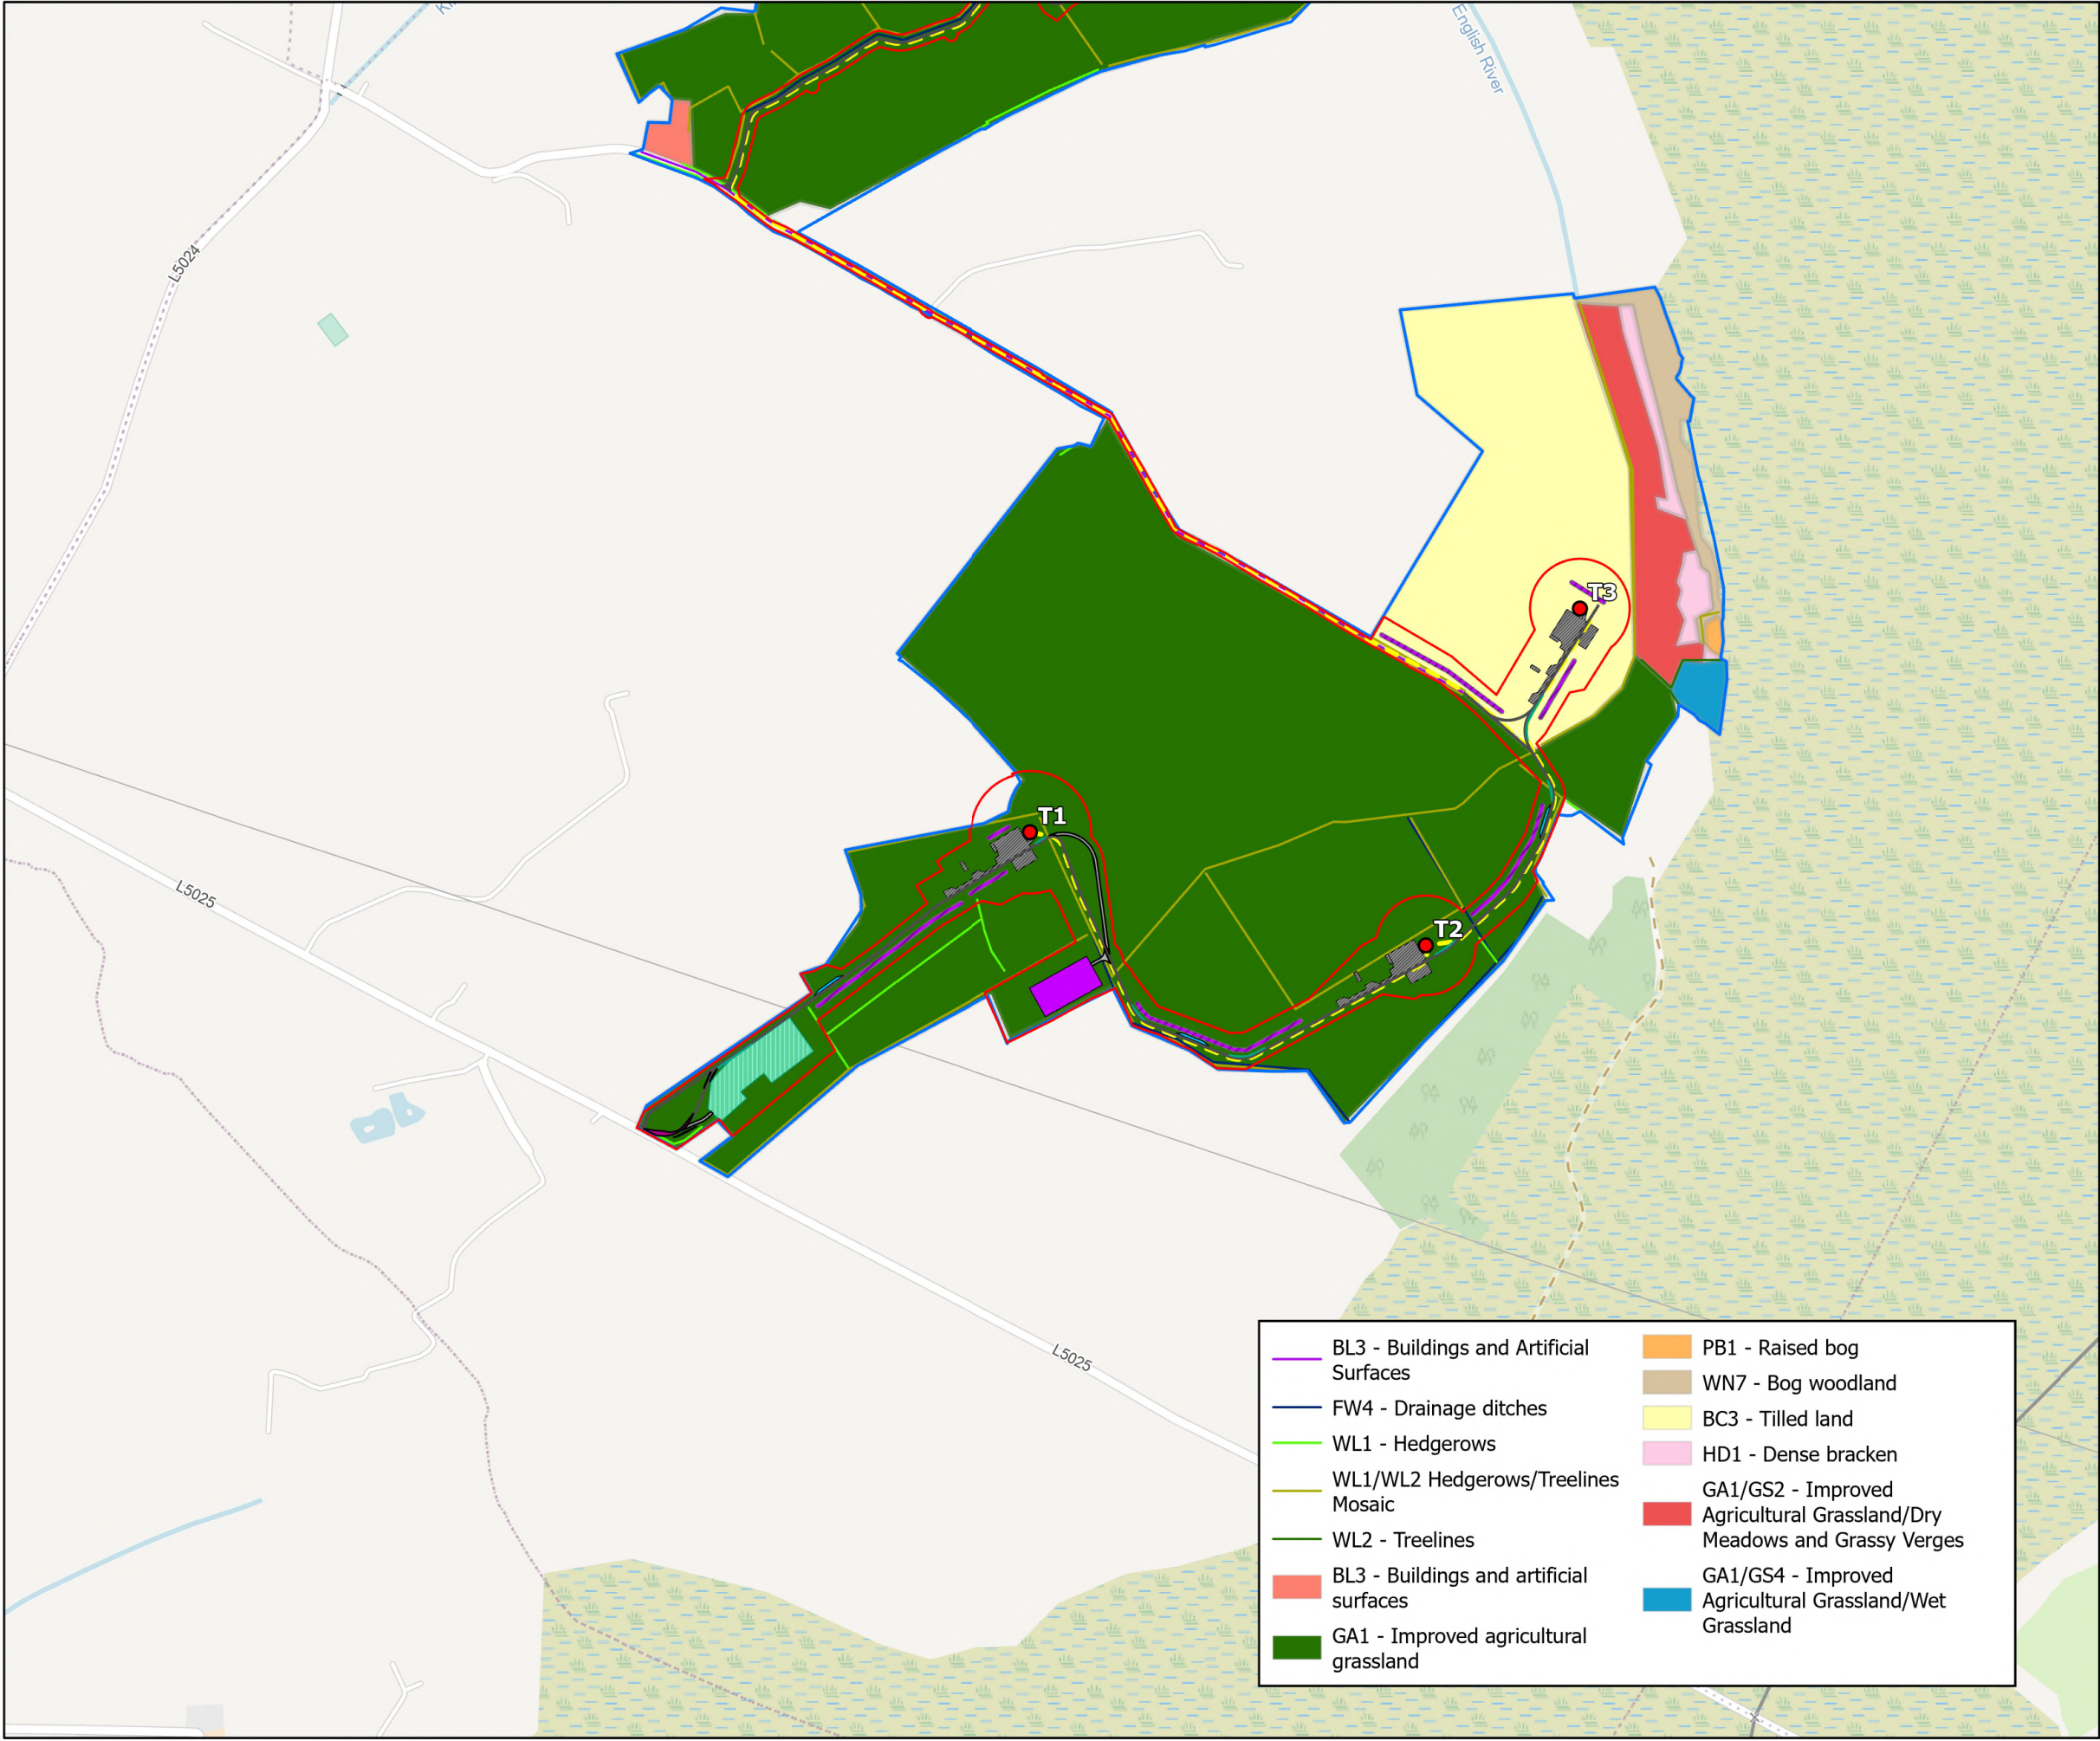 English River
L5024
T3
T1
L5025
T2
L5025
BL3 - Buildings and Artificial
Surfaces
FW4 - Drainage ditches
WL1 - Hedgerows
WL1/WL2 Hedgerows/Treelines
Mosaic
WL2 - Treelines
BL3 - Buildings and artificial
surfaces
GA1 - Improved agricultural
grassland
PB1 - Raised bog
WN7 - Bog woodland
BC3 - Tilled land
HD1 - Dense bracken
GA1/GS2 - Improved
Agricultural Grassland/Dry
Meadows and Grassy Verges
GA1/GS4 - Improved
Agricultural Grassland/Wet
Grassland